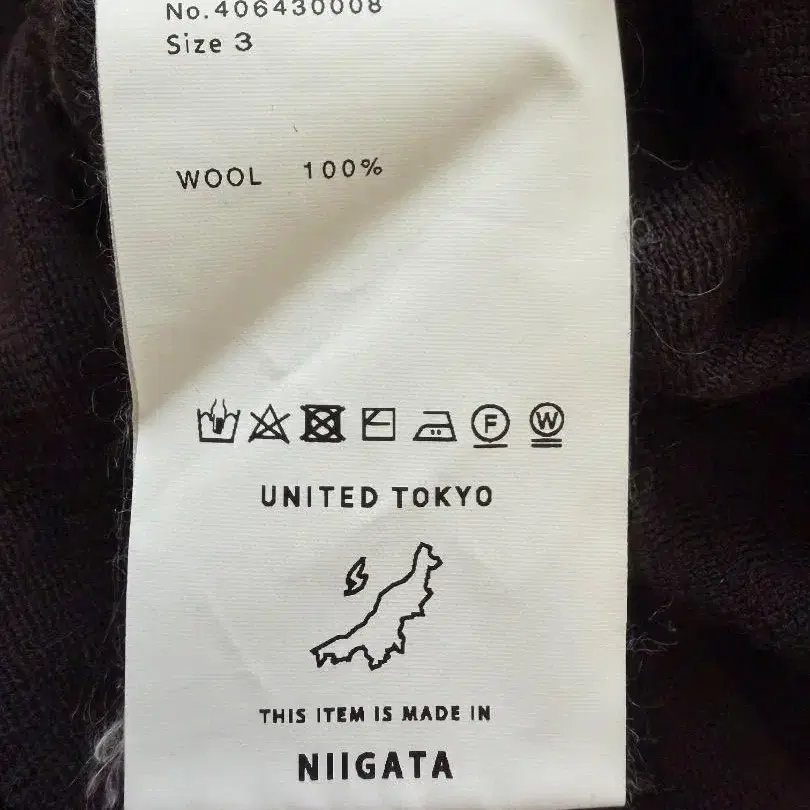 No.406430008
Size 3
WOOL 100%
F W
UNITED TOKYO
THIS ITEM IS MADE IN
NIIGATA